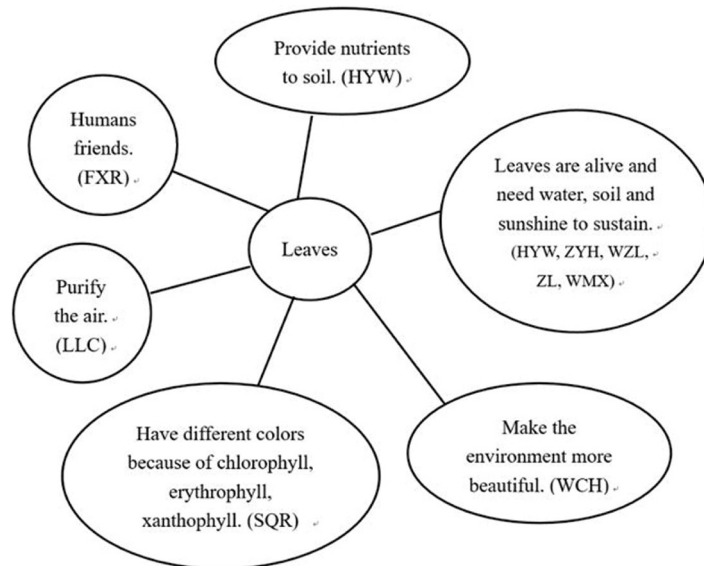 Provide nutrients
to soil. (HYW)
Humans
friends.
(FXR)
Leaves are alive and
need water, soil and
sunshine to sustain.
(HYW, ZYH, WZL,
ZL, WMX)
Leaves
Purify
the air.
(LLC)
Have different colors
because of chlorophyll,
erythrophyll,
xanthophyll. (SQR)
Make the
environment more
beautiful. (WCH)